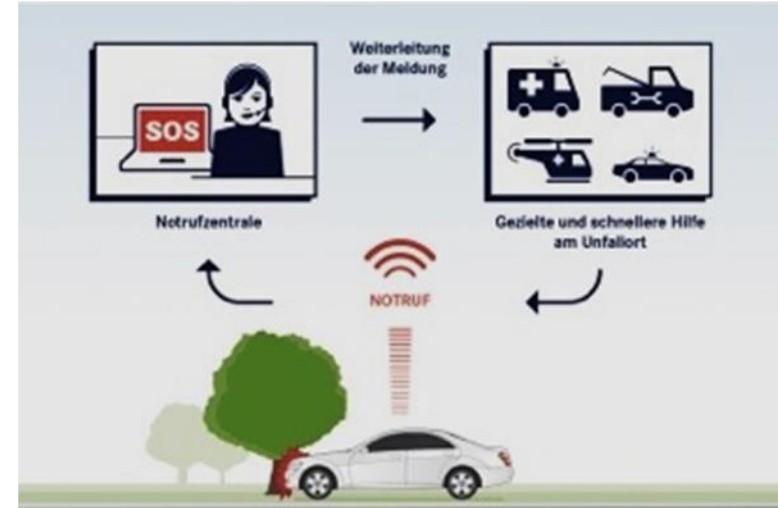 Weiterleitung
der Meldung
SOS
Notrufzentrale
Gezielte und schnellere Hilfe
am Unfallort
NOTRUF